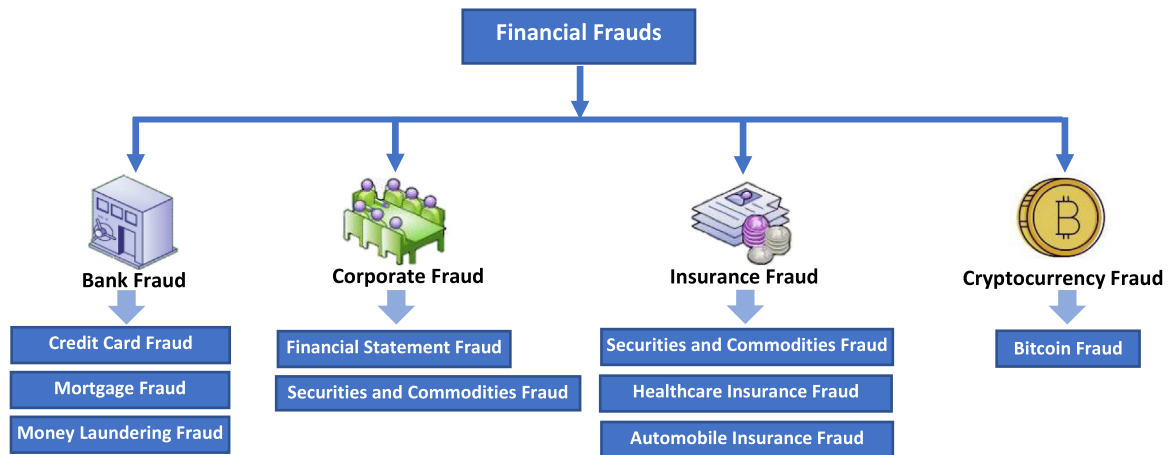 Financial Frauds
Bank Fraud
Credit Card Fraud
Mortgage Fraud
Money Laundering Fraud
Corporate Fraud
Financial Statement Fraud
Securities and Commodities Fraud
Insurance Fraud
Securities and Commodities Fraud
Healthcare Insurance Fraud
Automobile Insurance Fraud
Cryptocurrency Fraud
Bitcoin Fraud